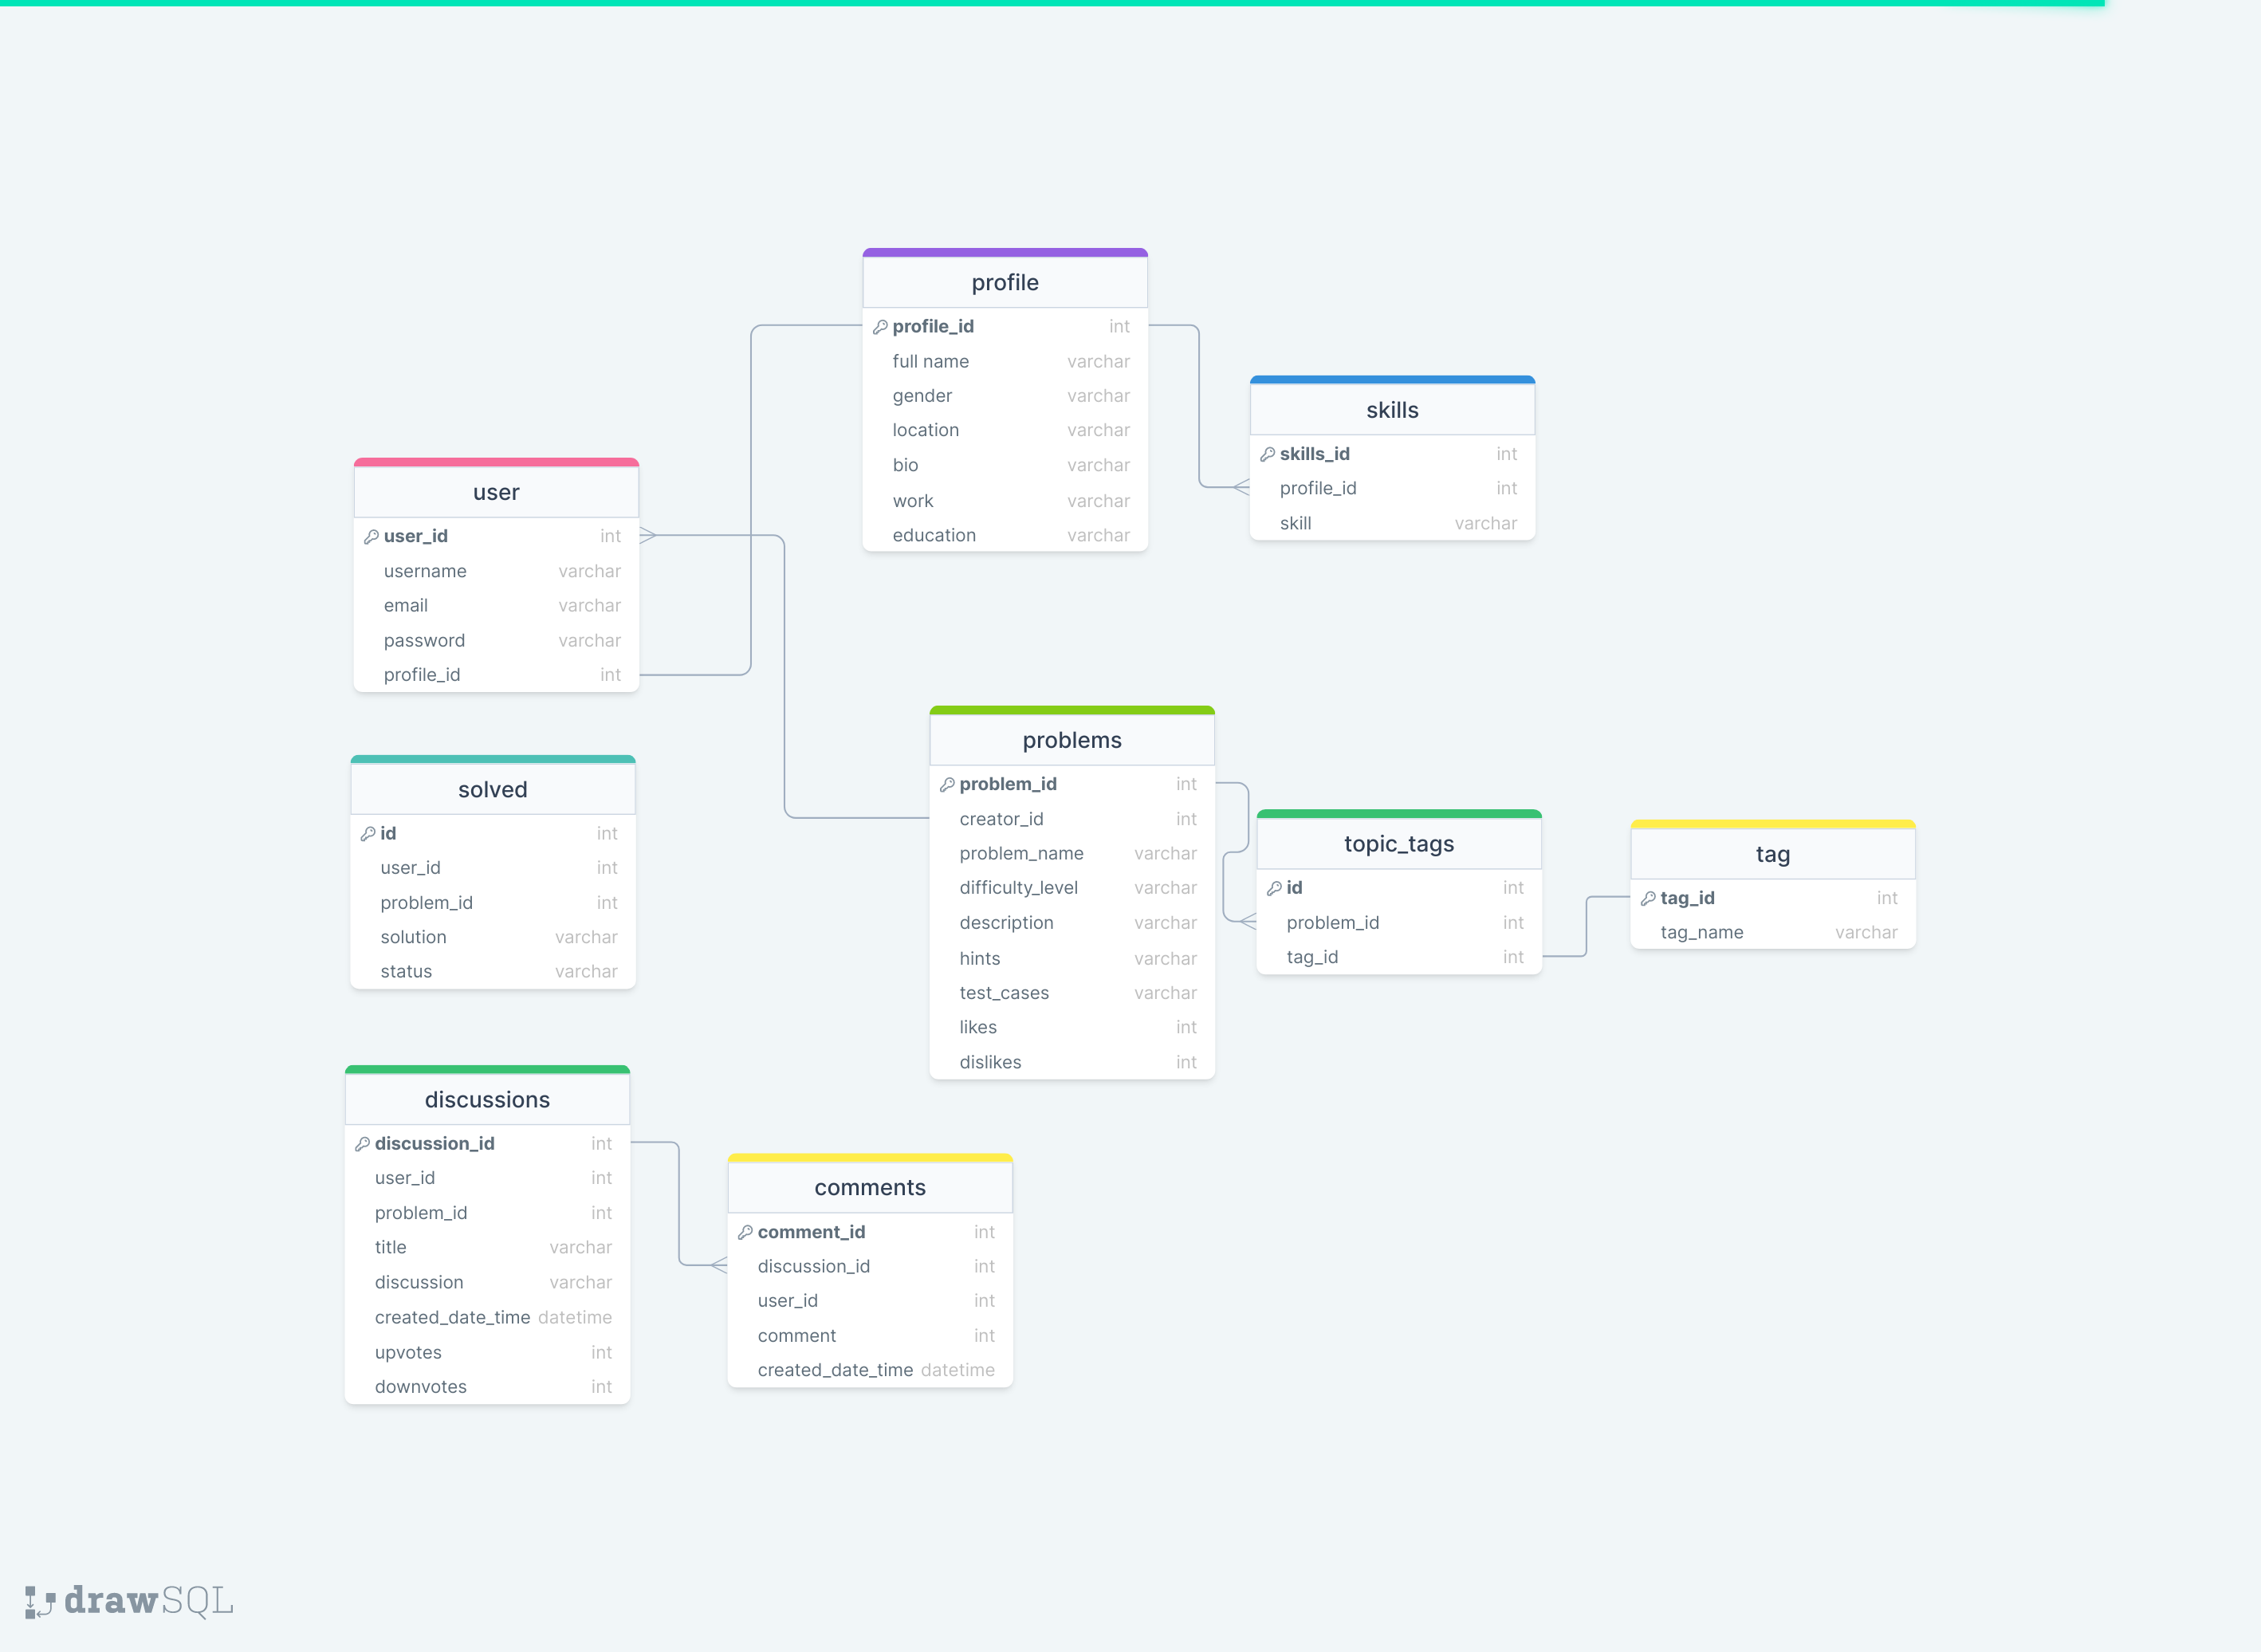 profile
profile_id int
full name varchar
gender varchar
location varchar
bio varchar
work varchar
education varchar
skills
skills_id int
profile_id int
skill varchar
user
user_id int
username varchar
email varchar
password varchar
profile_id int
problems
problem_id int
creator_id int
problem_name varchar
difficulty_level varchar
description varchar
hints varchar
test_cases varchar
likes int
dislikes int
topic_tags
id int
problem_id int
tag_id int
tag
tag_id int
tag_name varchar
solved
id int
user_id int
problem_id int
solution varchar
status varchar
discussions
discussion_id int
user_id int
problem_id int
title varchar
discussion varchar
created_date_time datetime
upvotes int
downvotes int
comments
comment_id int
discussion_id int
user_id int
comment int
created_date_time datetime
drawSQL